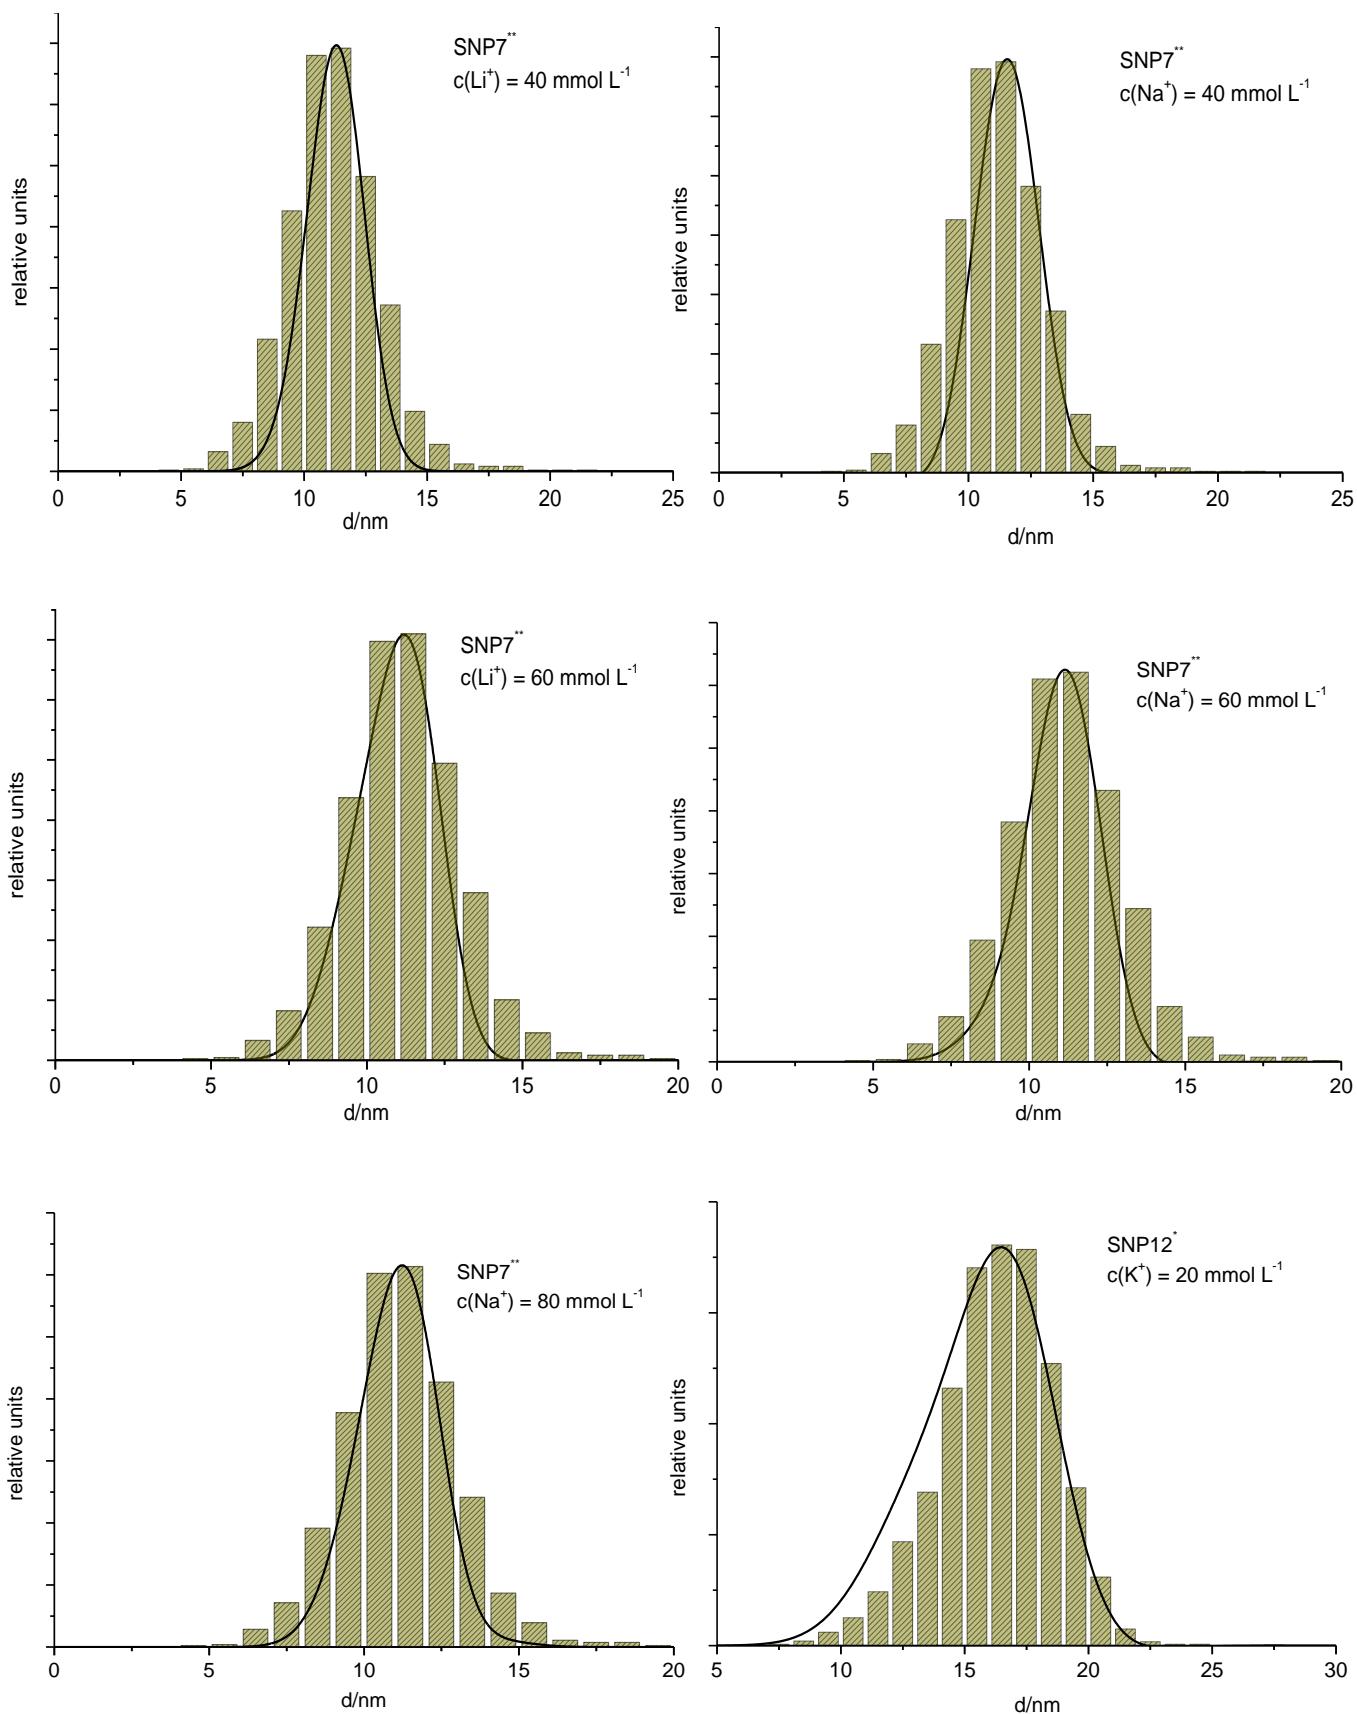 SNP7**
c(Li⁺) = 40 mmol L⁻¹
relative units
0 5 10 15 20 25
d/nm
SNP7**
c(Na⁺) = 40 mmol L⁻¹
relative units
0 5 10 15 20 25
d/nm
SNP7**
c(Li⁺) = 60 mmol L⁻¹
relative units
0 5 10 15 20
d/nm
SNP7**
c(Na⁺) = 60 mmol L⁻¹
relative units
0 5 10 15 20
d/nm
SNP7**
c(Na⁺) = 80 mmol L⁻¹
relative units
0 5 10 15 20
d/nm
SNP12*
c(K⁺) = 20 mmol L⁻¹
relative units
5 10 15 20 25 30
d/nm